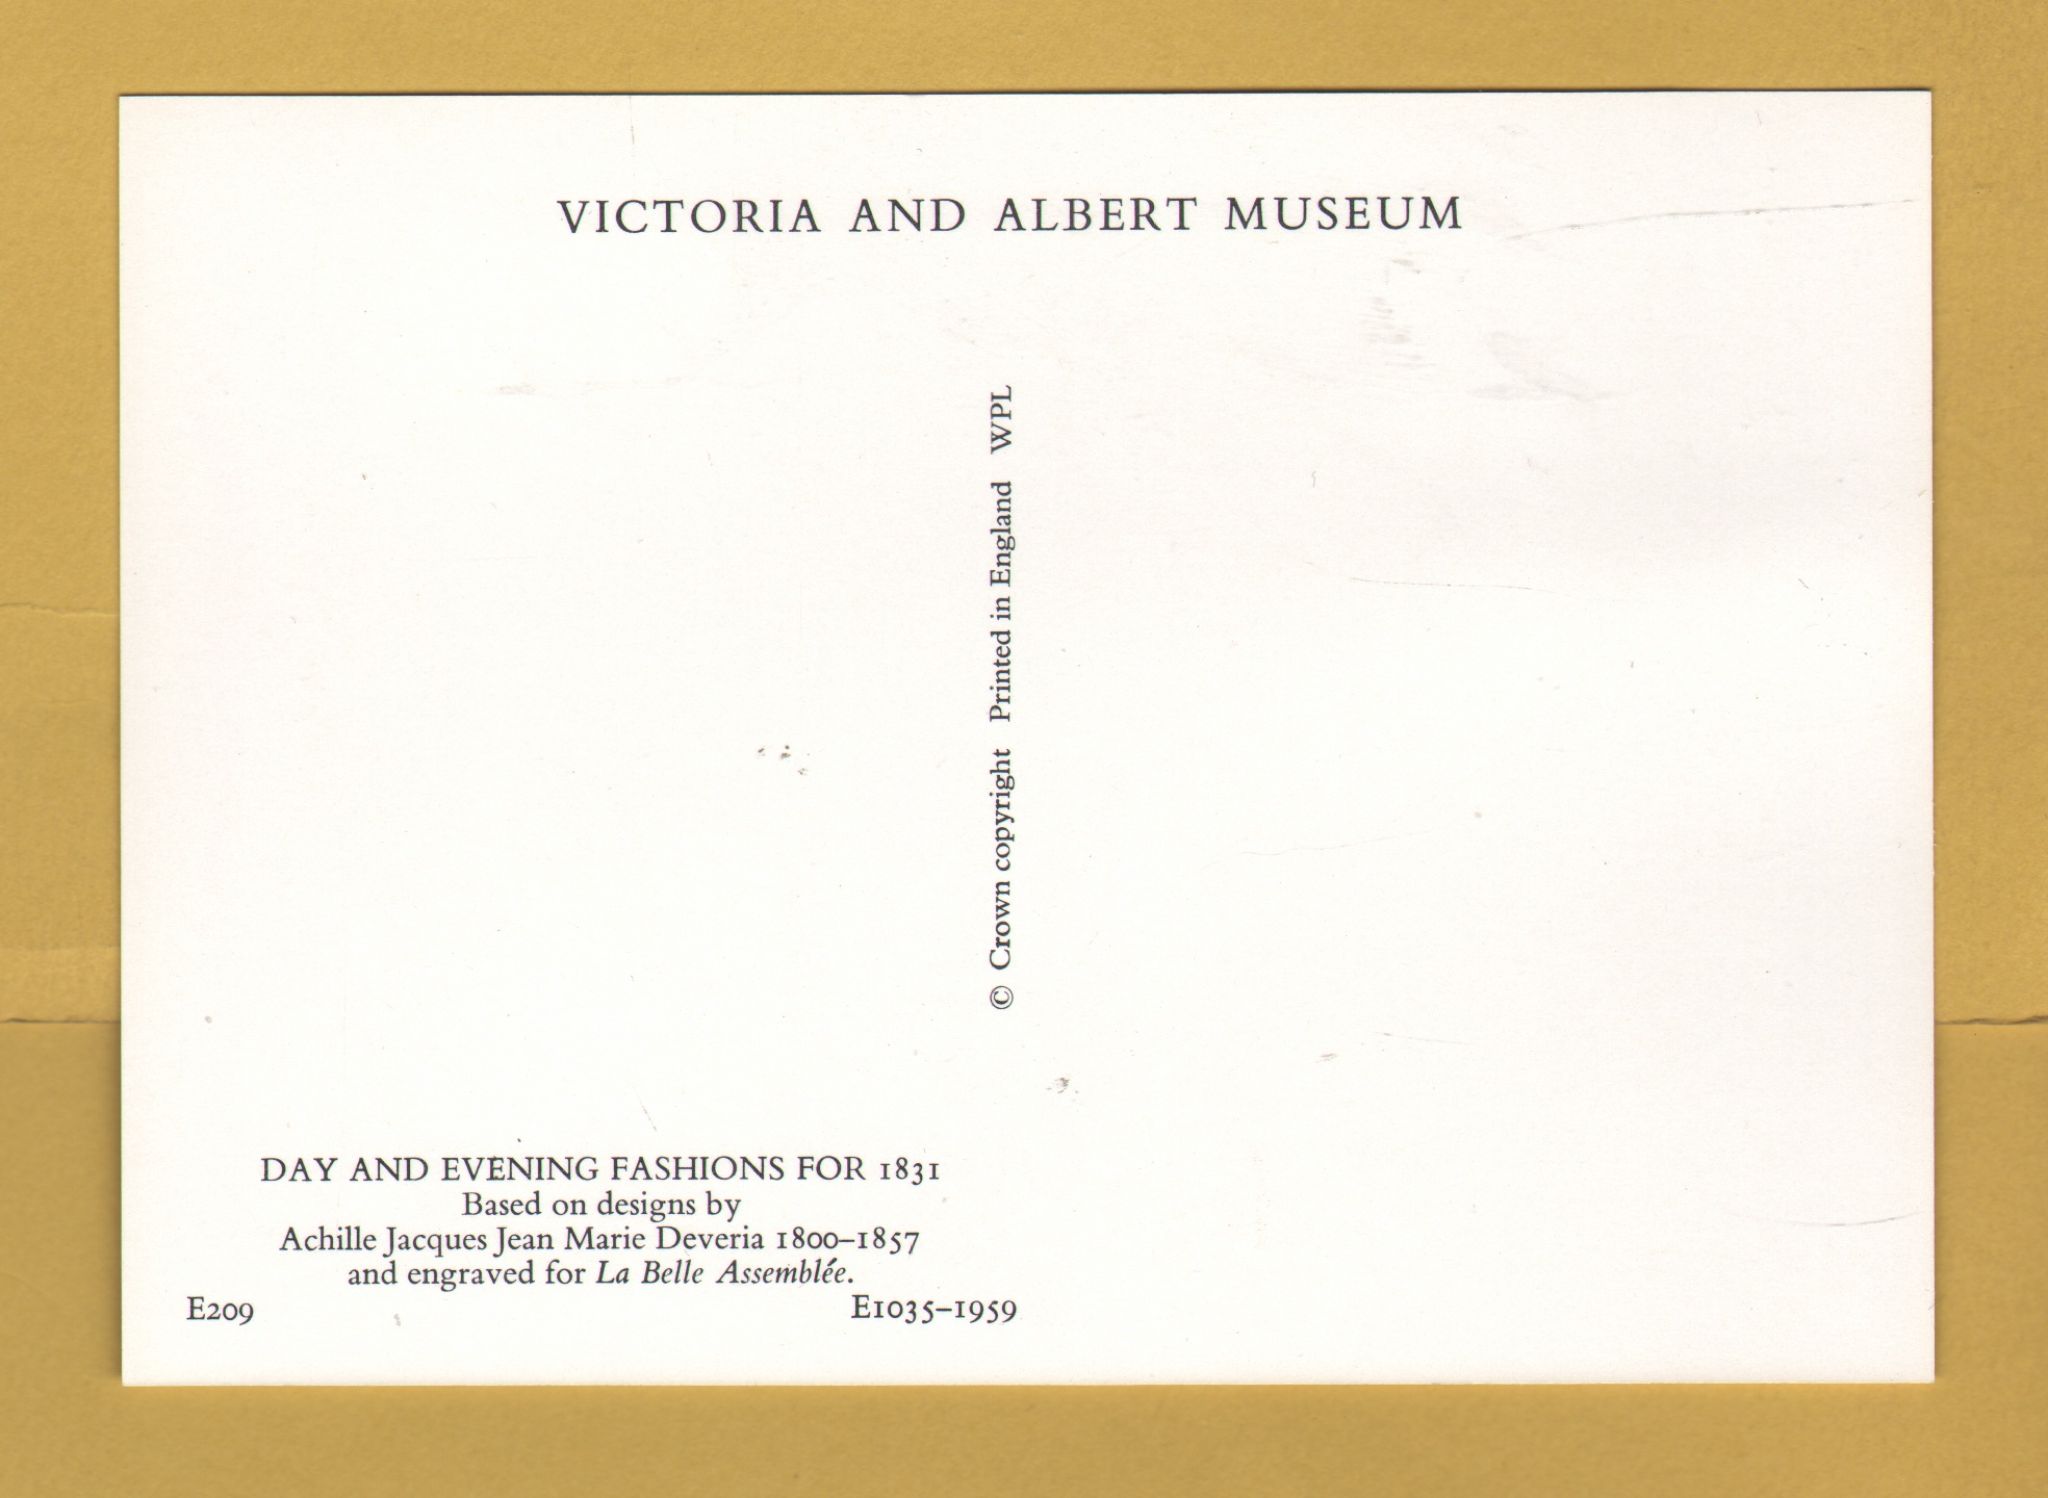 VICTORIA AND ALBERT MUSEUM
© Crown copyright Printed in England WPL
DAY AND EVENING FASHIONS FOR 1831
Based on designs by
Achille Jacques Jean Marie Deveria 1800–1857
and engraved for La Belle Assemblée.
E209 E1035–1959